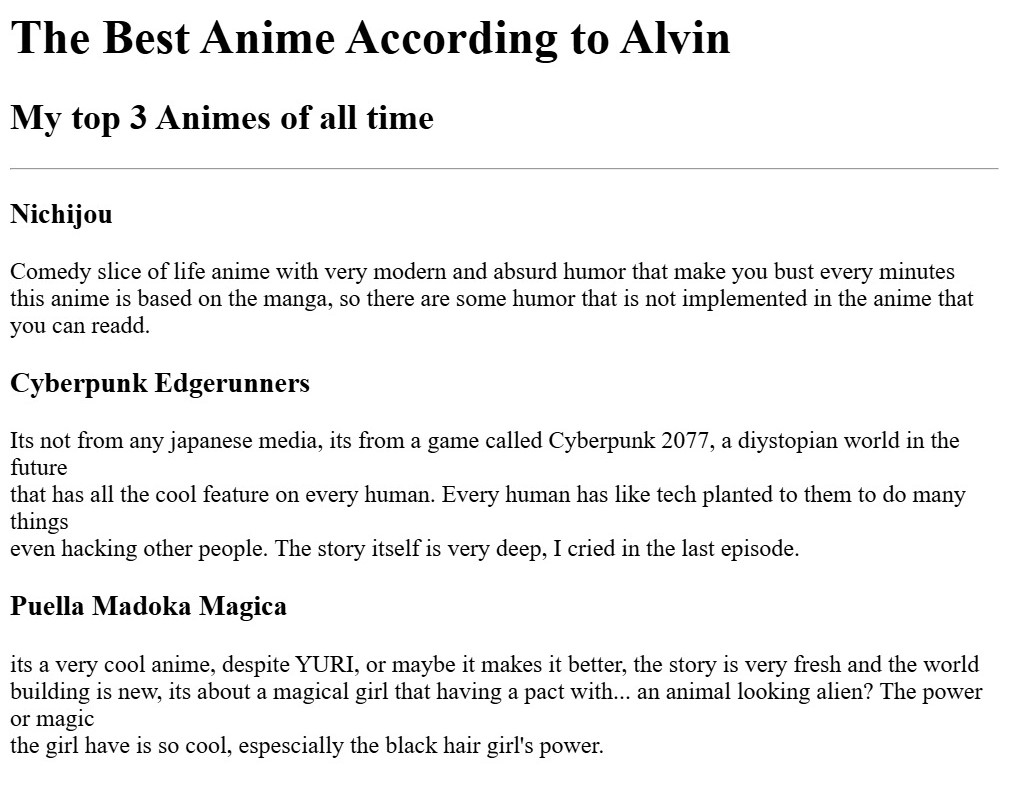 The Best Anime According to Alvin
My top 3 Animes of all time
Nichijou
Comedy slice of life anime with very modern and absurd humor that make you bust every minutes
this anime is based on the manga, so there are some humor that is not implemented in the anime that
you can readd.
Cyberpunk Edgerunners
Its not from any japanese media, its from a game called Cyberpunk 2077, a diystopian world in the
future
that has all the cool feature on every human. Every human has like tech planted to them to do many
things
even hacking other people. The story itself is very deep, I cried in the last episode.
Puella Madoka Magica
its a very cool anime, despite YURI, or maybe it makes it better, the story is very fresh and the world
building is new, its about a magical girl that having a pact with... an animal looking alien? The power
or magic
the girl have is so cool, espescially the black hair girl's power.